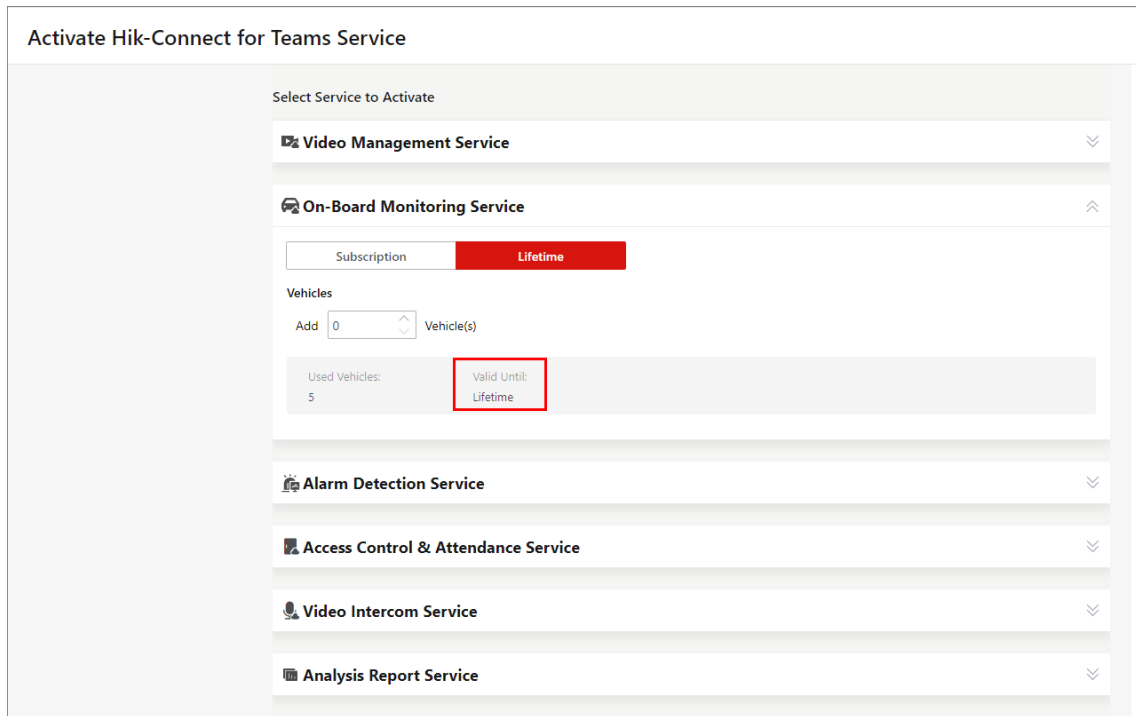 Activate Hik-Connect for Teams Service
Select Service to Activate
Video Management Service
On-Board Monitoring Service
Subscription Lifetime
Vehicles
Add 0 Vehicle(s)
Used Vehicles: Valid Until:
5 Lifetime
Alarm Detection Service
Access Control & Attendance Service
Video Intercom Service
Analysis Report Service